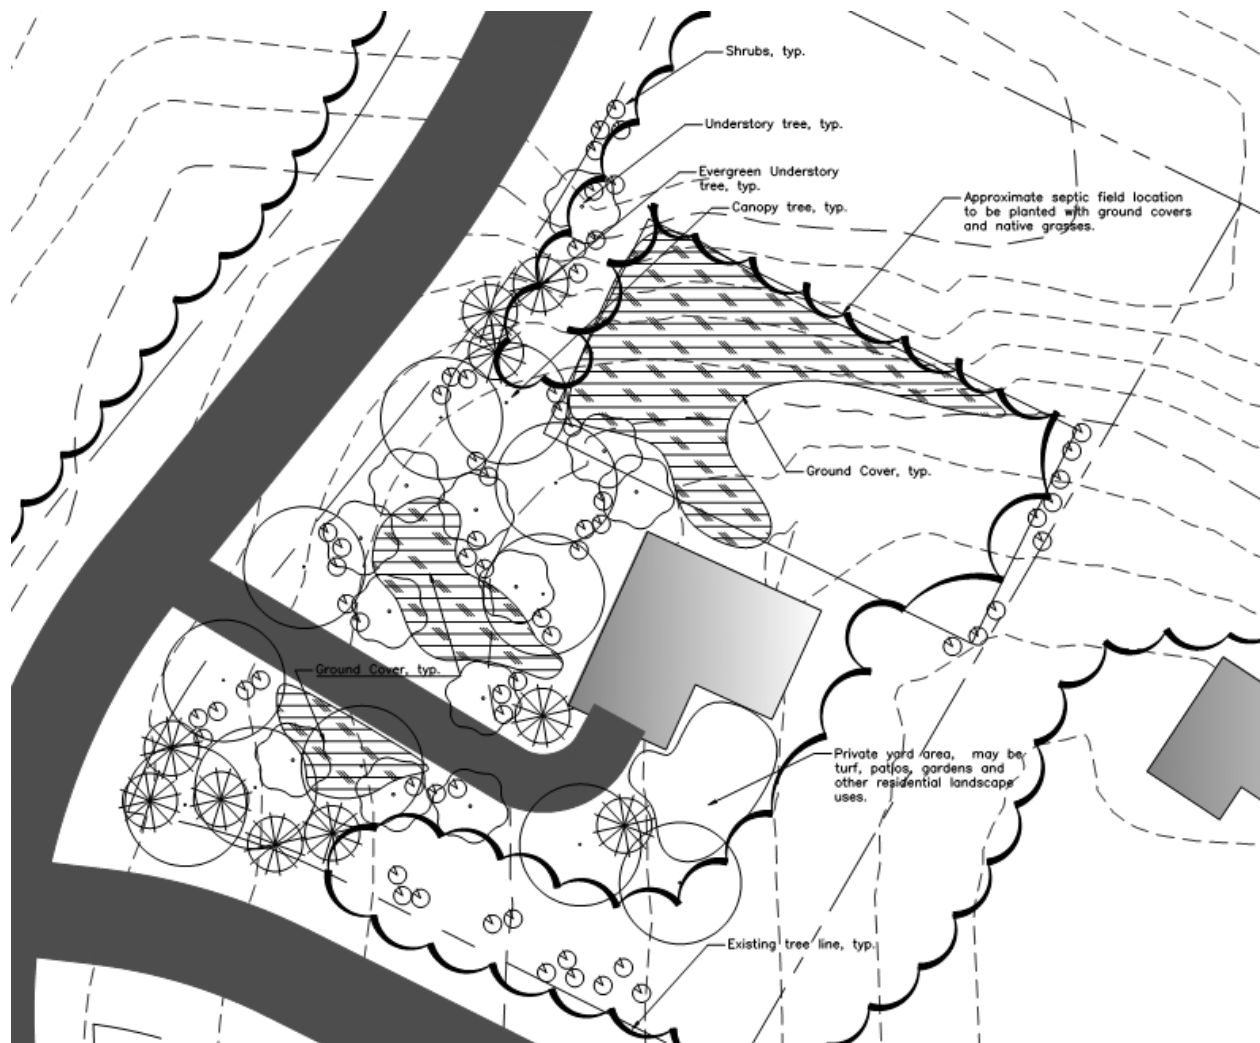 Shrubs, typ.
Understory tree, typ.
Evergreen Understory
tree, typ.
Canopy tree, typ.
Approximate septic field location
to be planted with ground covers
and native grasses.
Ground Cover, typ.
Ground Cover, typ.
Private yard area, may be
turf, patios, gardens and
other residential landscape
uses.
Existing tree line, typ.